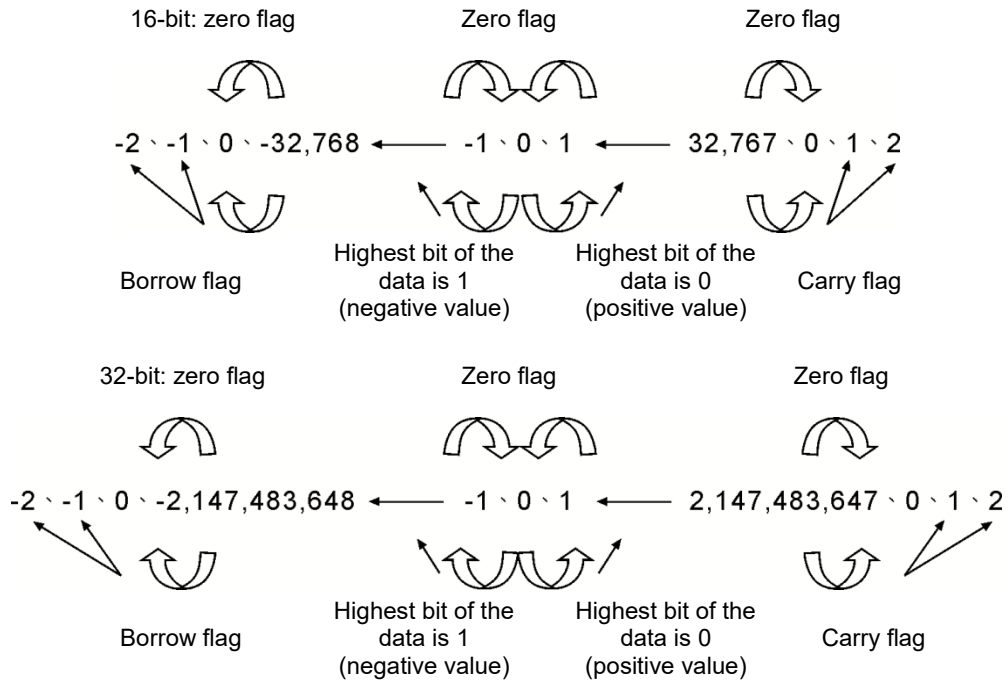 16-bit: zero flag Zero flag Zero flag
-2、-1、0、-32,768 -1、0、1 32,767、0、1、2
Borrow flag
Highest bit of the
data is 1
(negative value)
Highest bit of the
data is 0
(positive value)
Carry flag
32-bit: zero flag Zero flag Zero flag
-2、-1、0、-2,147,483,648 -1、0、1 2,147,483,647、0、1、2
Borrow flag
Highest bit of the
data is 1
(negative value)
Highest bit of the
data is 0
(positive value)
Carry flag